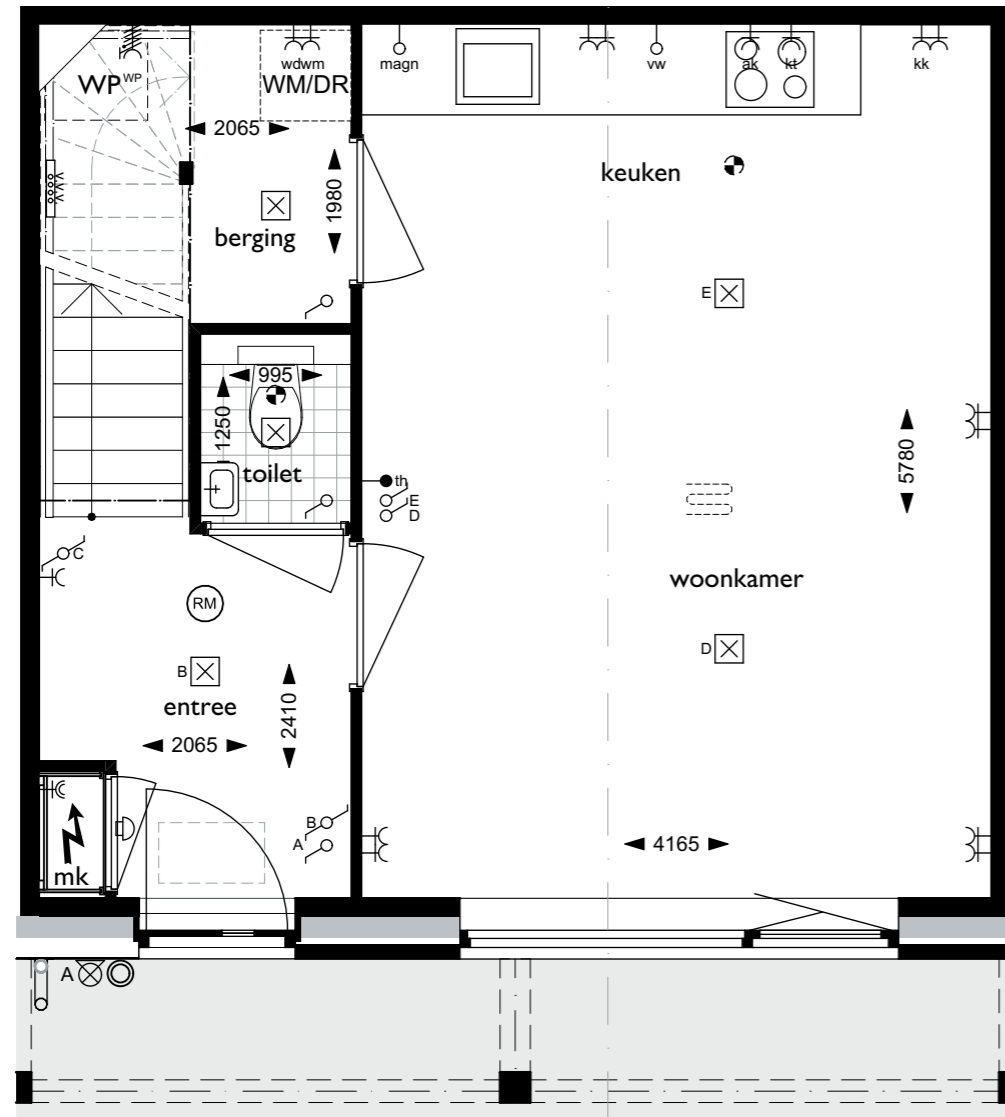 WP WP
wdwm
WM/DR
magn
vw
ak
kt
kk
2065
1980
keuken
berging
E
995
1250
toilet
th
E
D
5780
C
RM
woonkamer
B
D
entree
2410
2065
B
A
4165
mk
A